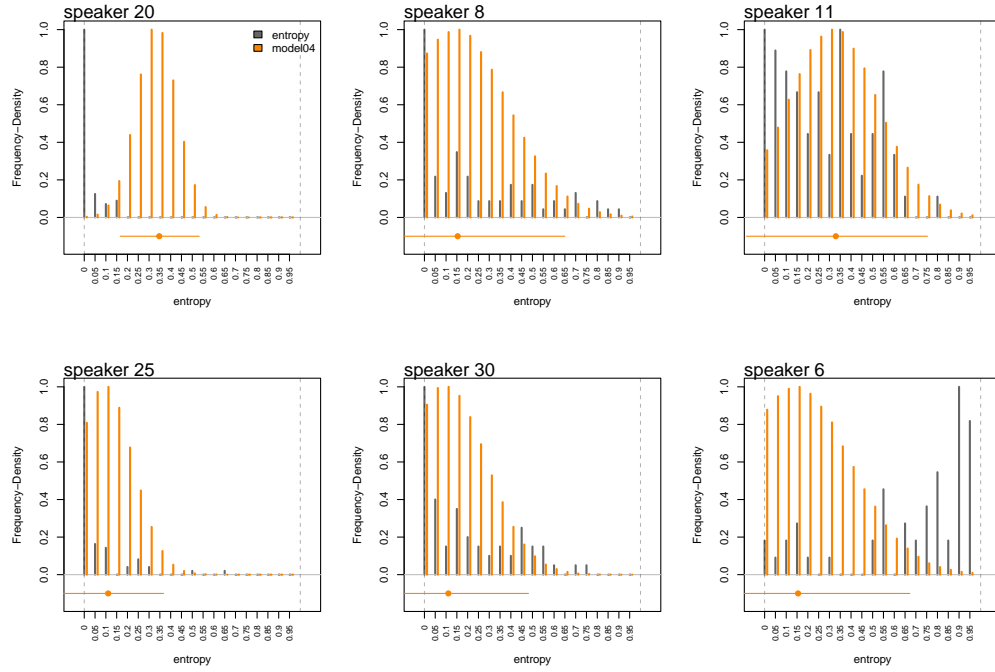 speaker 20
speaker 8
speaker 11
entropy
model04
Frequency−Density
0.0 0.2 0.4 0.6 0.8 1.0
0 0.05 0.1 0.15 0.2 0.25 0.3 0.35 0.4 0.45 0.5 0.55 0.6 0.65 0.7 0.75 0.8 0.85 0.9 0.95
entropy
Frequency−Density
0.0 0.2 0.4 0.6 0.8 1.0
0 0.05 0.1 0.15 0.2 0.25 0.3 0.35 0.4 0.45 0.5 0.55 0.6 0.65 0.7 0.75 0.8 0.85 0.9 0.95
entropy
Frequency−Density
0.0 0.2 0.4 0.6 0.8 1.0
0 0.05 0.1 0.15 0.2 0.25 0.3 0.35 0.4 0.45 0.5 0.55 0.6 0.65 0.7 0.75 0.8 0.85 0.9 0.95
entropy
speaker 25
speaker 30
speaker 6
Frequency−Density
0.0 0.2 0.4 0.6 0.8 1.0
0 0.05 0.1 0.15 0.2 0.25 0.3 0.35 0.4 0.45 0.5 0.55 0.6 0.65 0.7 0.75 0.8 0.85 0.9 0.95
entropy
Frequency−Density
0.0 0.2 0.4 0.6 0.8 1.0
0 0.05 0.1 0.15 0.2 0.25 0.3 0.35 0.4 0.45 0.5 0.55 0.6 0.65 0.7 0.75 0.8 0.85 0.9 0.95
entropy
Frequency−Density
0.0 0.2 0.4 0.6 0.8 1.0
0 0.05 0.1 0.15 0.2 0.25 0.3 0.35 0.4 0.45 0.5 0.55 0.6 0.65 0.7 0.75 0.8 0.85 0.9 0.95
entropy